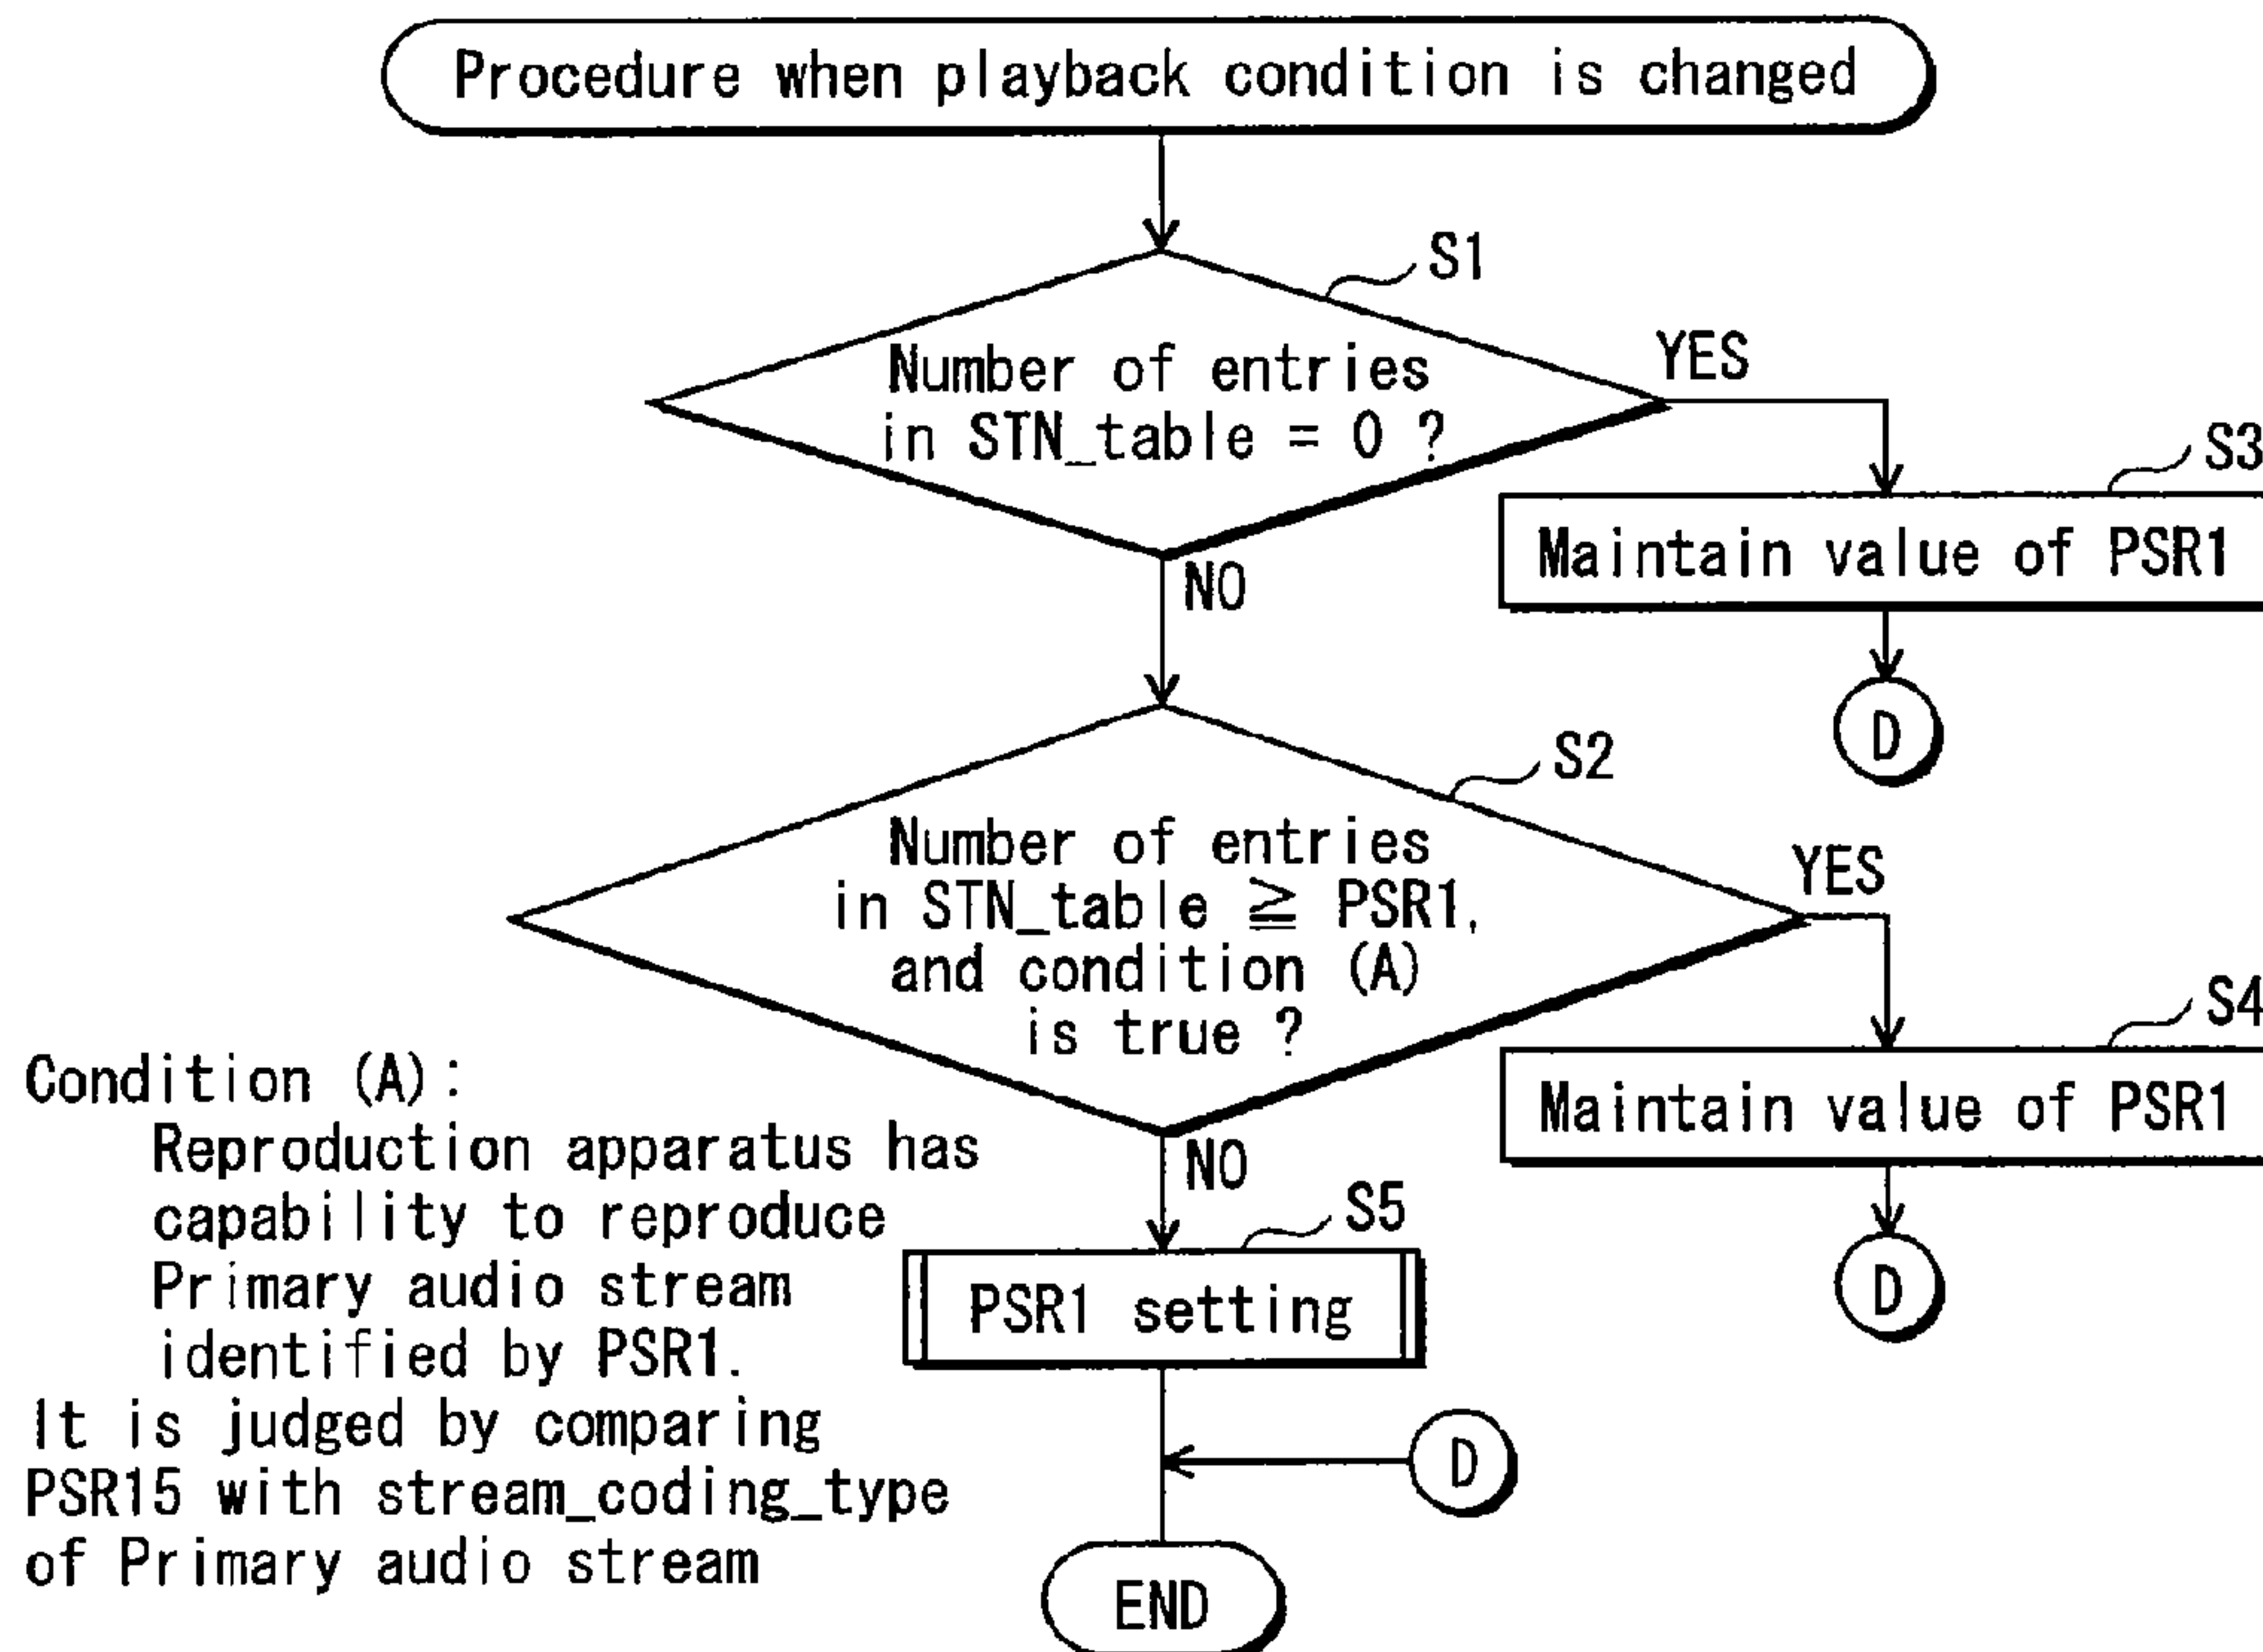 Procedure when playback condition is changed
S1
Number of entries
in STN_table = 0 ?
YES
S3
Maintain value of PSR1
NO
D
S2
Number of entries
in STN_table ≧ PSR1,
and condition (A)
is true ?
YES
S4
Maintain value of PSR1
NO
D
Condition (A):
Reproduction apparatus has
capability to reproduce
Primary audio stream
identified by PSR1.
It is judged by comparing
PSR15 with stream_coding_type
of Primary audio stream
S5
PSR1 setting
D
END